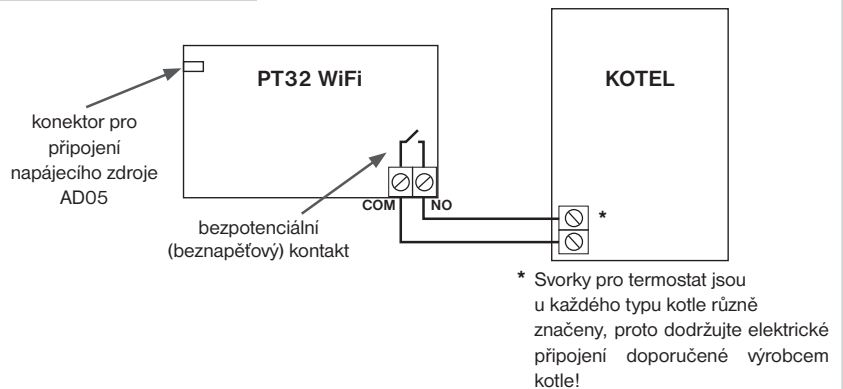 PT32 WiFi
KOTEL
konektor pro
připojení
napájecího zdroje
AD05
COM
NO
bezpotenciální
(beznapěťový) kontakt
*
* Svorky pro termostat jsou
u každého typu kotle různě
značeny, proto dodržujte elektrické
připojení doporučené výrobcem
kotle!